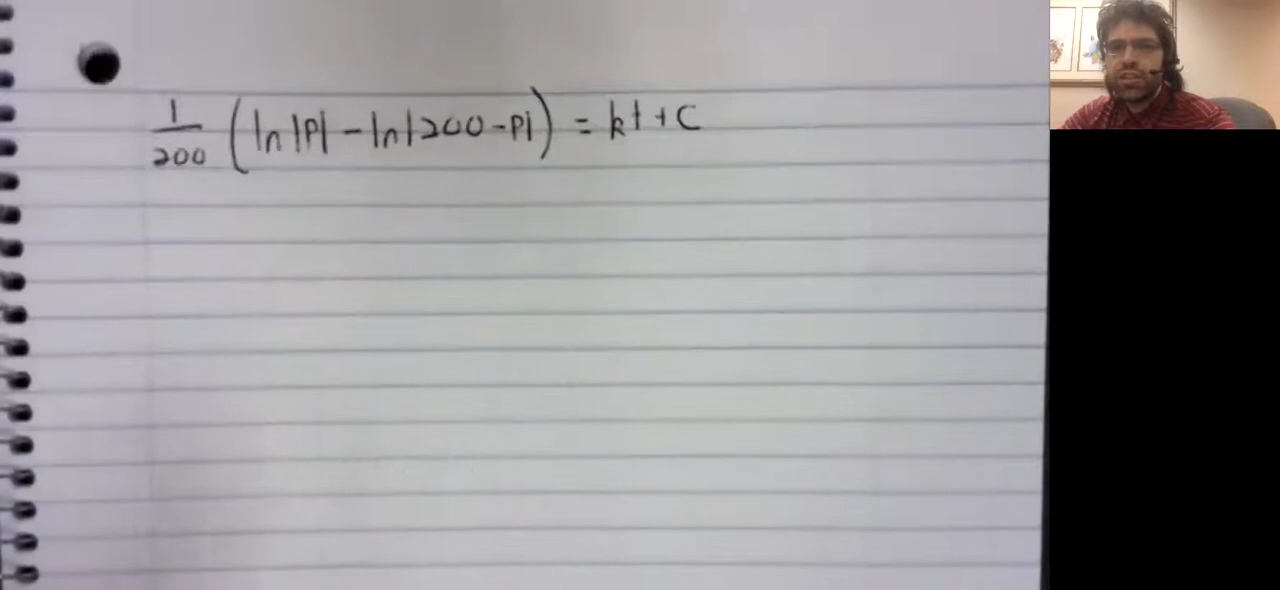 1/200 (ln|P| - ln|200-P|) = kt + C